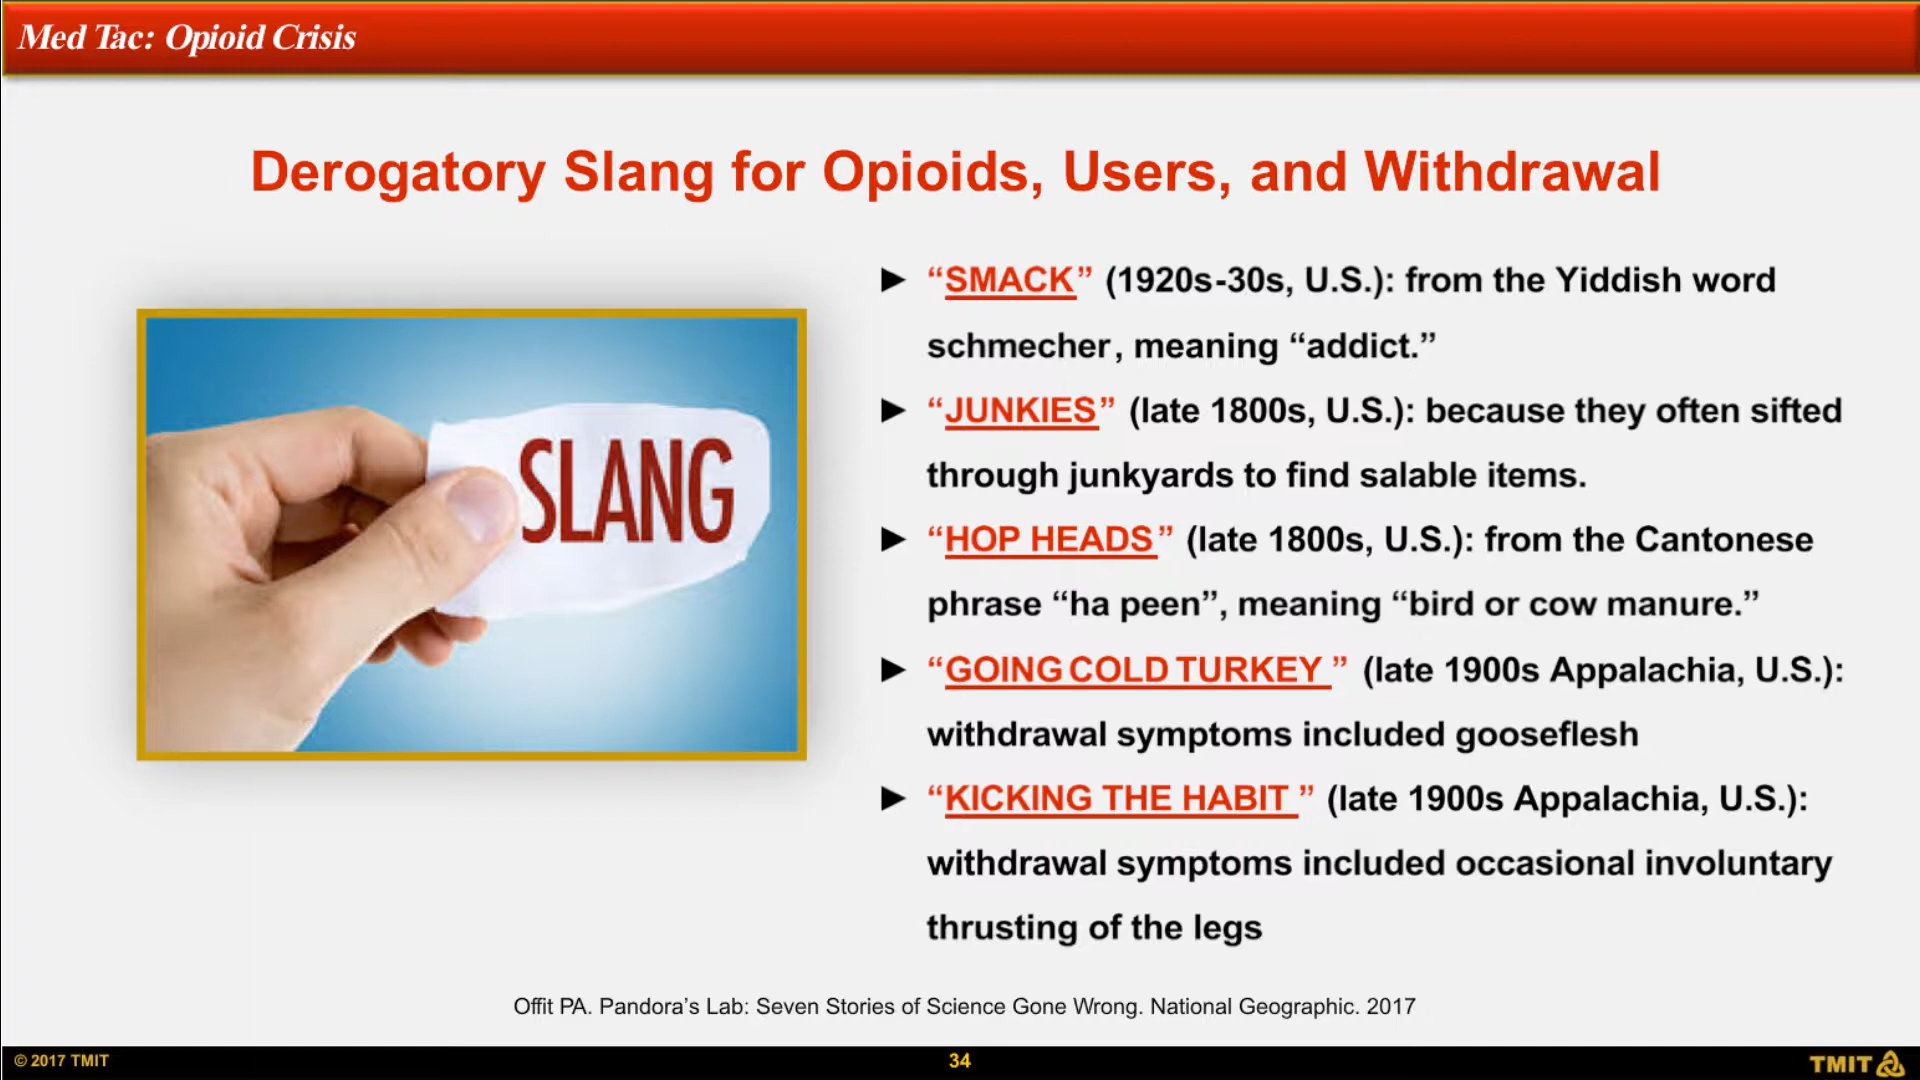 Med Tac: Opioid Crisis
Derogatory Slang for Opioids, Users, and Withdrawal
SLANG
► “SMACK” (1920s-30s, U.S.): from the Yiddish word
schmecher, meaning “addict.”
► “JUNKIES” (late 1800s, U.S.): because they often sifted
through junkyards to find salable items.
► “HOP HEADS” (late 1800s, U.S.): from the Cantonese
phrase “ha peen”, meaning “bird or cow manure.”
► “GOING COLD TURKEY ” (late 1900s Appalachia, U.S.):
withdrawal symptoms included gooseflesh
► “KICKING THE HABIT ” (late 1900s Appalachia, U.S.):
withdrawal symptoms included occasional involuntary
thrusting of the legs
Offit PA. Pandora’s Lab: Seven Stories of Science Gone Wrong. National Geographic. 2017
© 2017 TMIT
34
TMIT